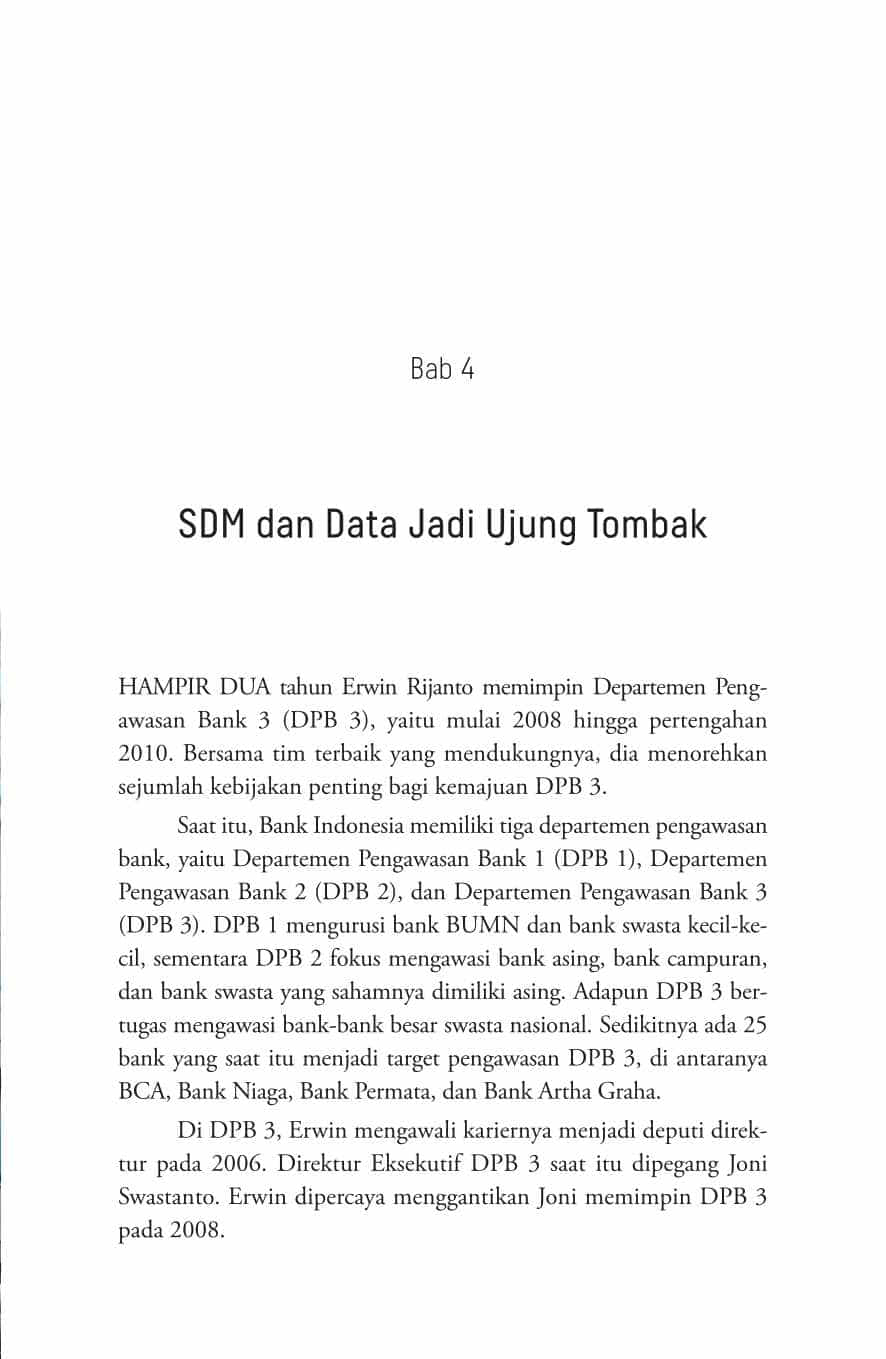 Bab 4
SDM dan Data Jadi Ujung Tombak
HAMPIR DUA tahun Erwin Rijanto memimpin Departemen Peng-
awasan Bank 3 (DPB 3), yaitu mulai 2008 hingga pertengahan
2010. Bersama tim terbaik yang mendukungnya, dia menorehkan
sejumlah kebijakan penting bagi kemajuan DPB 3.
Saat itu, Bank Indonesia memiliki tiga departemen pengawasan
bank, yaitu Departemen Pengawasan Bank 1 (DPB 1), Departemen
Pengawasan Bank 2 (DPB 2), dan Departemen Pengawasan Bank 3
(DPB 3). DPB 1 mengurusi bank BUMN dan bank swasta kecil-ke-
cil, sementara DPB 2 fokus mengawasi bank asing, bank campuran,
dan bank swasta yang sahamnya dimiliki asing. Adapun DPB 3 ber-
tugas mengawasi bank-bank besar swasta nasional. Sedikitnya ada 25
bank yang saat itu menjadi target pengawasan DPB 3, di antaranya
BCA, Bank Niaga, Bank Permata, dan Bank Artha Graha.
Di DPB 3, Erwin mengawali kariernya menjadi deputi direk-
tur pada 2006. Direktur Eksekutif DPB 3 saat itu dipegang Joni
Swastanto. Erwin dipercaya menggantikan Joni memimpin DPB 3
pada 2008.